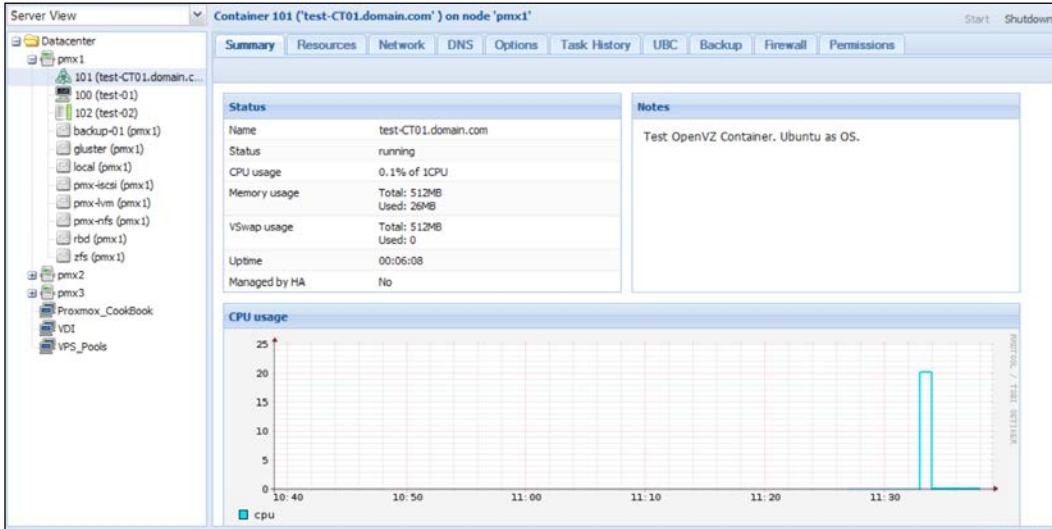 Server View
Container 101 ('test-CT01.domain.com' ) on node 'pmx1'
Start
Shutdown
Datacenter
pmx1
101 (test-CT01.domain.c...
100 (test-01)
102 (test-02)
backup-01 (pmx1)
gluster (pmx1)
local (pmx1)
pmx-iscsi (pmx1)
pmx-lvm (pmx1)
pmx-nfs (pmx1)
rbd (pmx1)
zfs (pmx1)
pmx2
pmx3
Proxmox_CookBook
VDI
VPS_Pools
Summary
Resources
Network
DNS
Options
Task History
UBC
Backup
Firewall
Permissions
Status
Name test-CT01.domain.com
Status running
CPU usage 0.1% of 1CPU
Memory usage Total: 512MB
Used: 26MB
VSwap usage Total: 512MB
Used: 0
Uptime 00:06:08
Managed by HA No
Notes
Test OpenVZ Container. Ubuntu as OS.
CPU usage
25
20
15
10
5
0
10:40 10:50 11:00 11:10 11:20 11:30
cpu
RRDTOOL / TOBI OETIKER